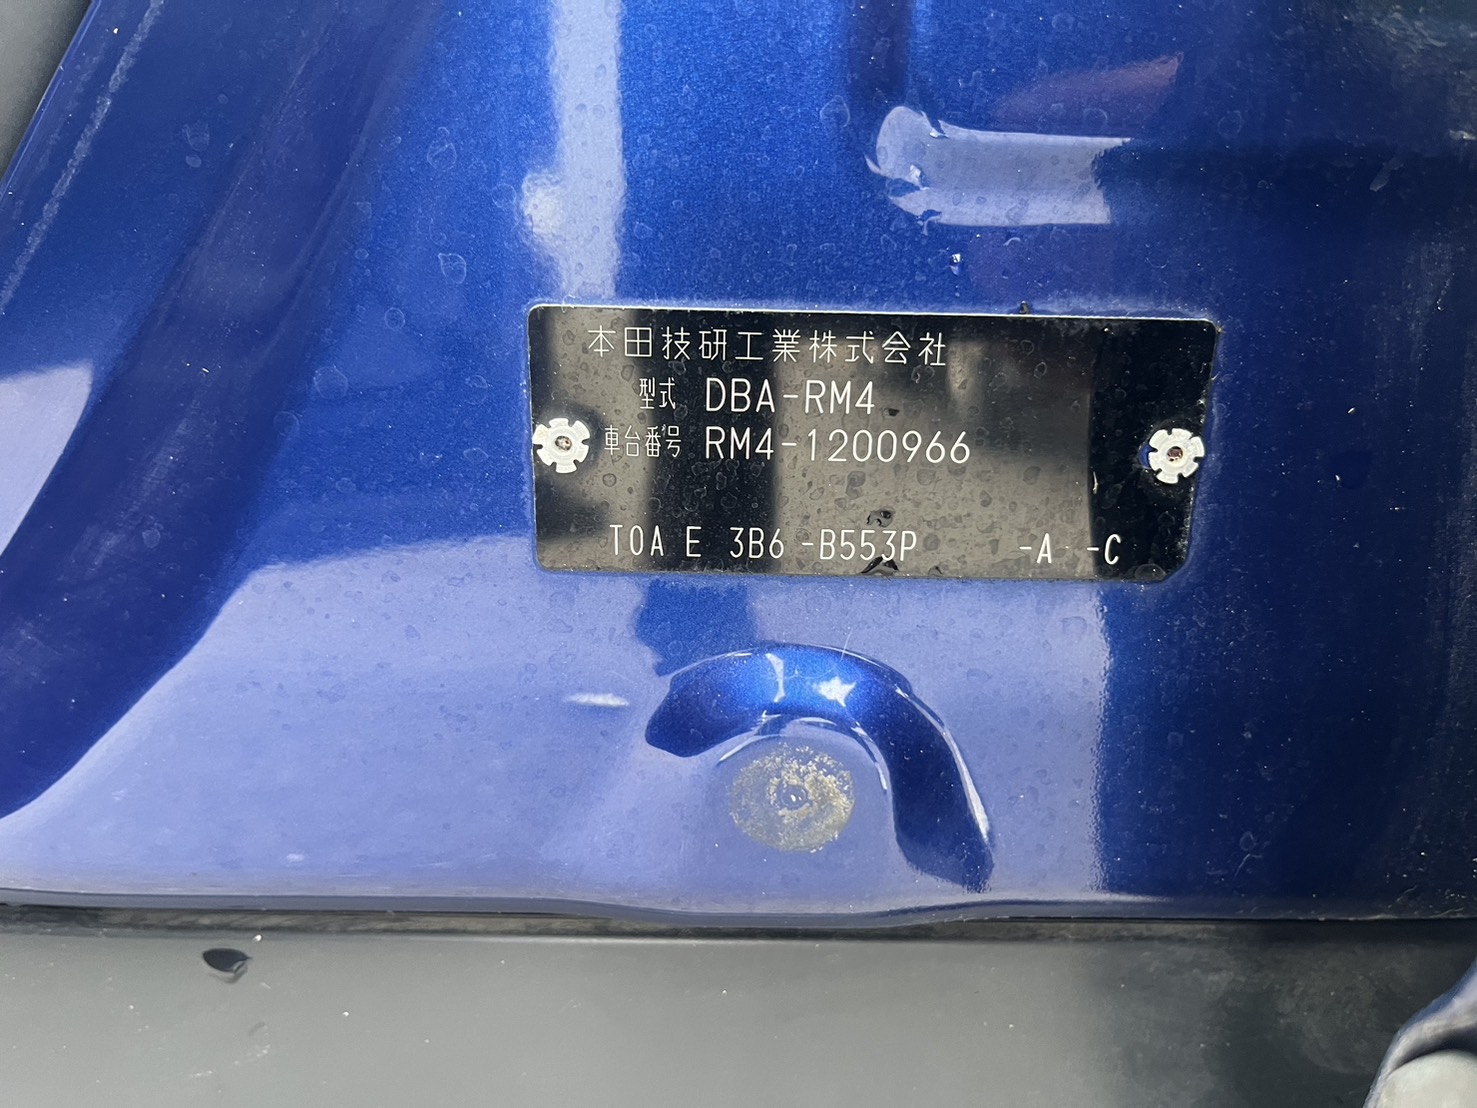 本田技研工業株式会社
型式 DBA-RM4
車台番号 RM4-1200966
TOA E 3B6 -B553P -A -C